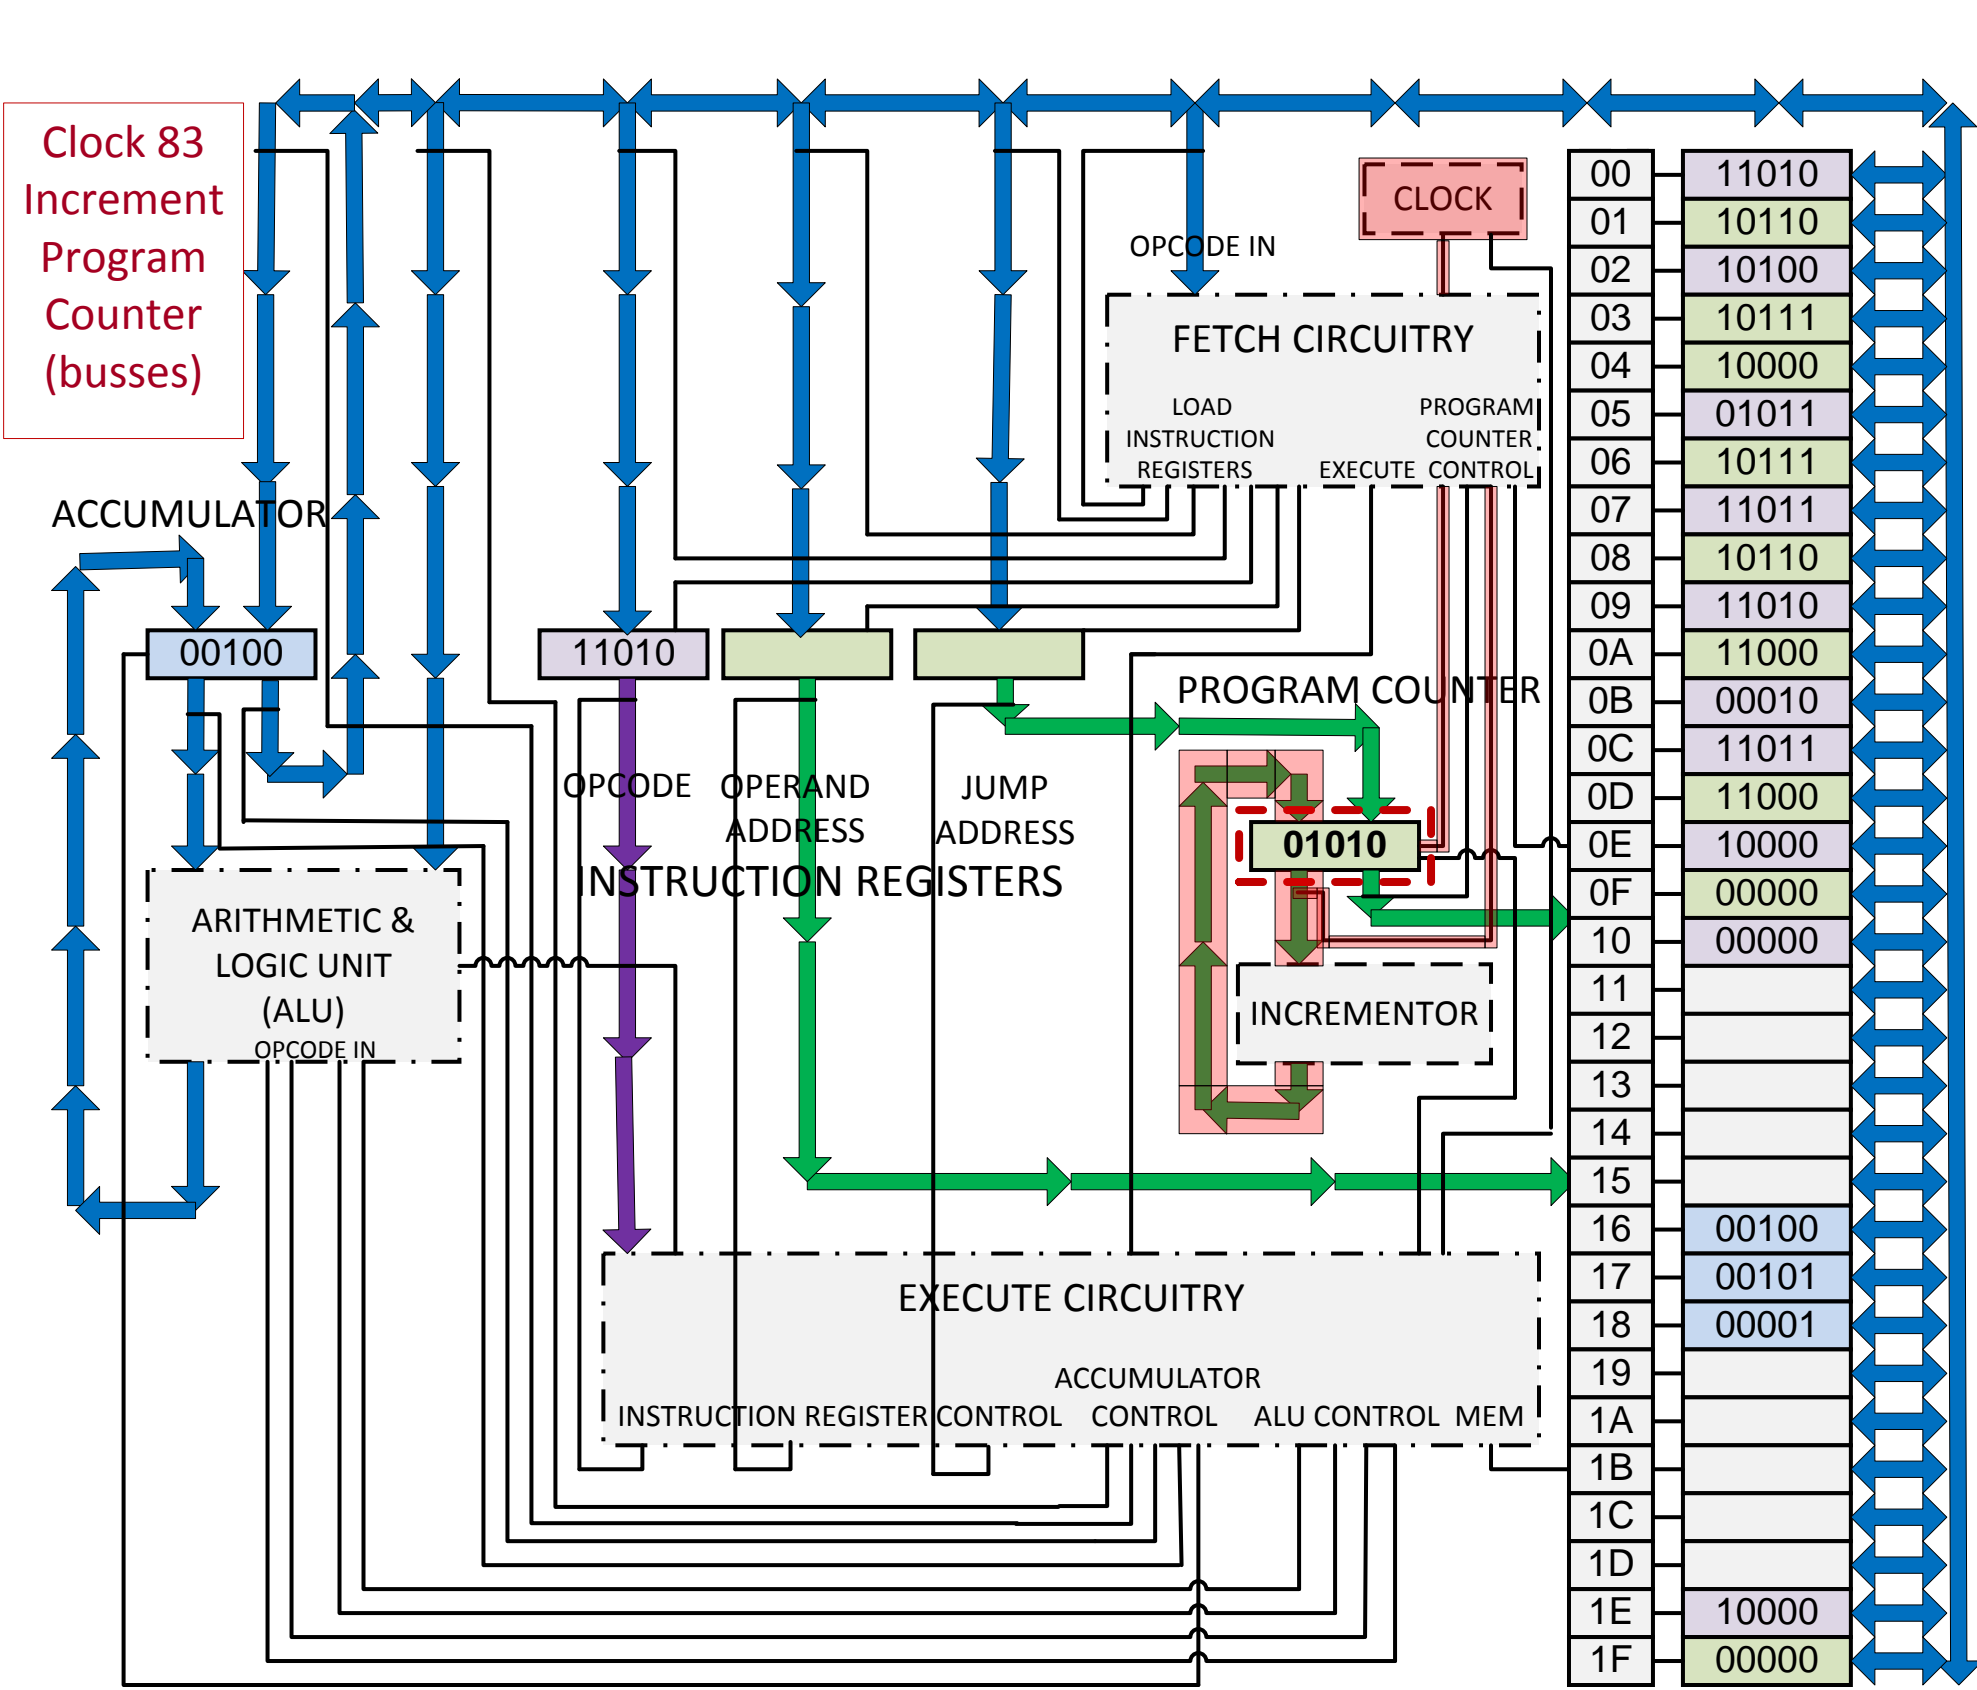 Clock 83
Increment
Program
Counter
(busses)
CLOCK
OPCODE IN
FETCH CIRCUITRY
LOAD
INSTRUCTION
REGISTERS
EXECUTE
PROGRAM
COUNTER
CONTROL
ACCUMULATOR
00100
11010
PROGRAM COUNTER
01010
OPCODE
OPERAND
ADDRESS
JUMP
ADDRESS
INSTRUCTION REGISTERS
ARITHMETIC &
LOGIC UNIT
(ALU)
OPCODE IN
INCREMENTOR
EXECUTE CIRCUITRY
INSTRUCTION REGISTER CONTROL
ACCUMULATOR
CONTROL
ALU CONTROL
MEM
00 11010
01 10110
02 10100
03 10111
04 10000
05 01011
06 10111
07 11011
08 10110
09 11010
0A 11000
0B 00010
0C 11011
0D 11000
0E 10000
0F 00000
10 00000
11
12
13
14
15
16 00100
17 00101
18 00001
19
1A
1B
1C
1D
1E 10000
1F 00000